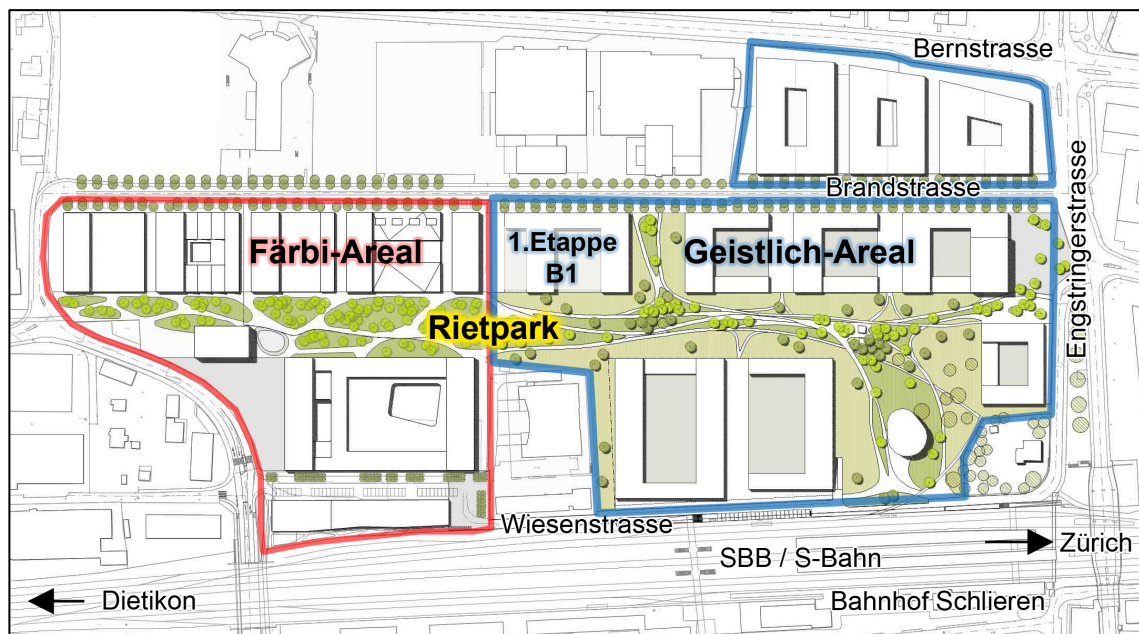 Bernstrasse
Brandstrasse
Engstringerstrasse
Färbi-Areal
1.Etappe
B1
Geistlich-Areal
Rietpark
Wiesenstrasse
SBB / S-Bahn
Zürich
Dietikon
Bahnhof Schlieren